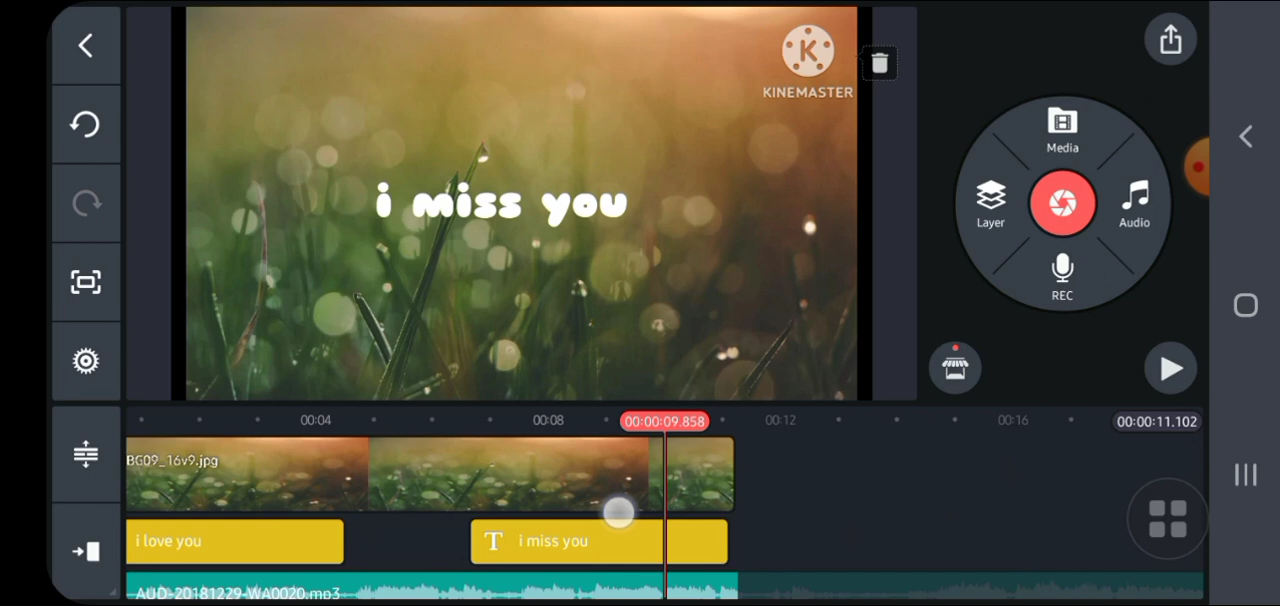 KINEMASTER
i miss you
Media
Layer
Audio
REC
00:04
00:08
00:00:09.858
00:12
00:16
00:00:11.102
BG09_16v9.jpg
i love you
T i miss you
AUD-20181229-WA0020.mp3